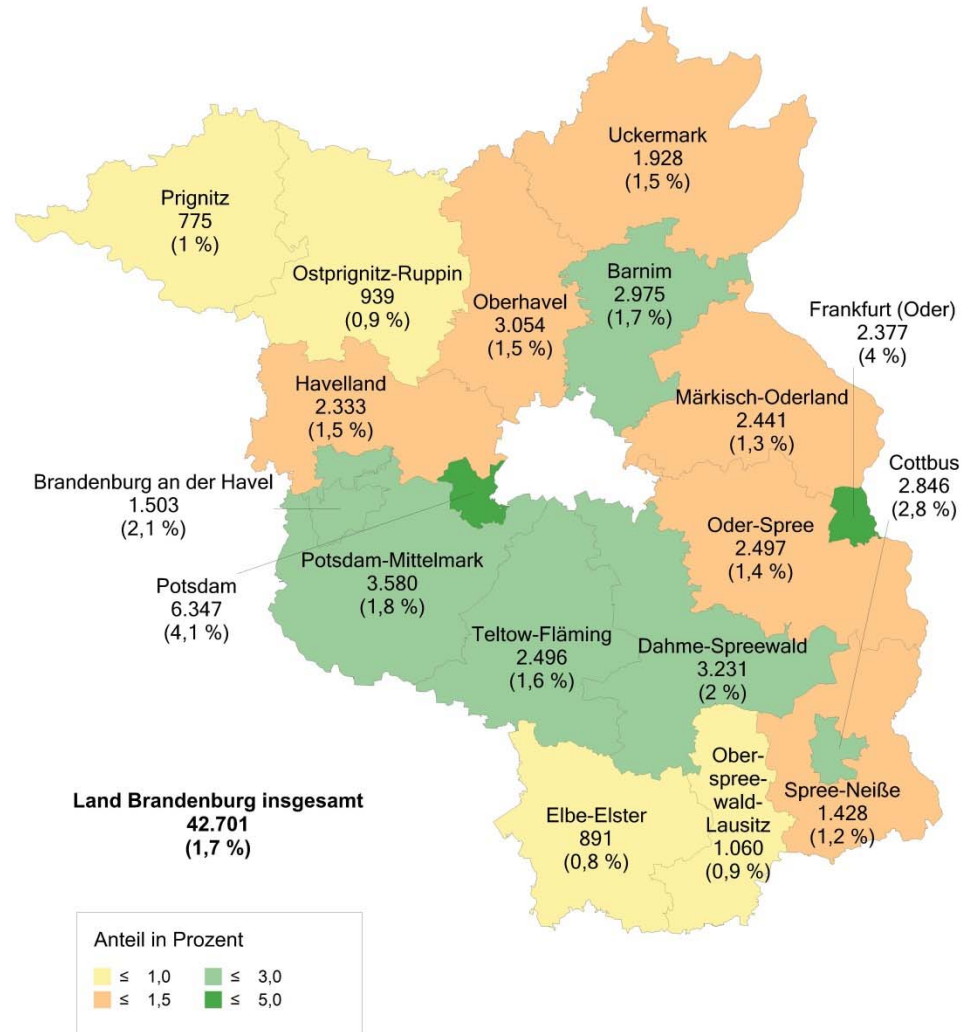 Uckermark
1.928
(1,5 %)
Prignitz
775
(1 %)
Ostprignitz-Ruppin
939
(0,9 %)
Oberhavel
3.054
(1,5 %)
Barnim
2.975
(1,7 %)
Frankfurt (Oder)
2.377
(4 %)
Havelland
2.333
(1,5 %)
Märkisch-Oderland
2.441
(1,3 %)
Cottbus
2.846
(2,8 %)
Brandenburg an der Havel
1.503
(2,1 %)
Oder-Spree
2.497
(1,4 %)
Potsdam
6.347
(4,1 %)
Potsdam-Mittelmark
3.580
(1,8 %)
Teltow-Fläming
2.496
(1,6 %)
Dahme-Spreewald
3.231
(2 %)
Ober-
spree-
wald-
Lausitz
1.060
(0,9 %)
Spree-Neiße
1.428
(1,2 %)
Elbe-Elster
891
(0,8 %)
Land Brandenburg insgesamt
42.701
(1,7 %)
Anteil in Prozent
≤ 1,0
≤ 3,0
≤ 1,5
≤ 5,0